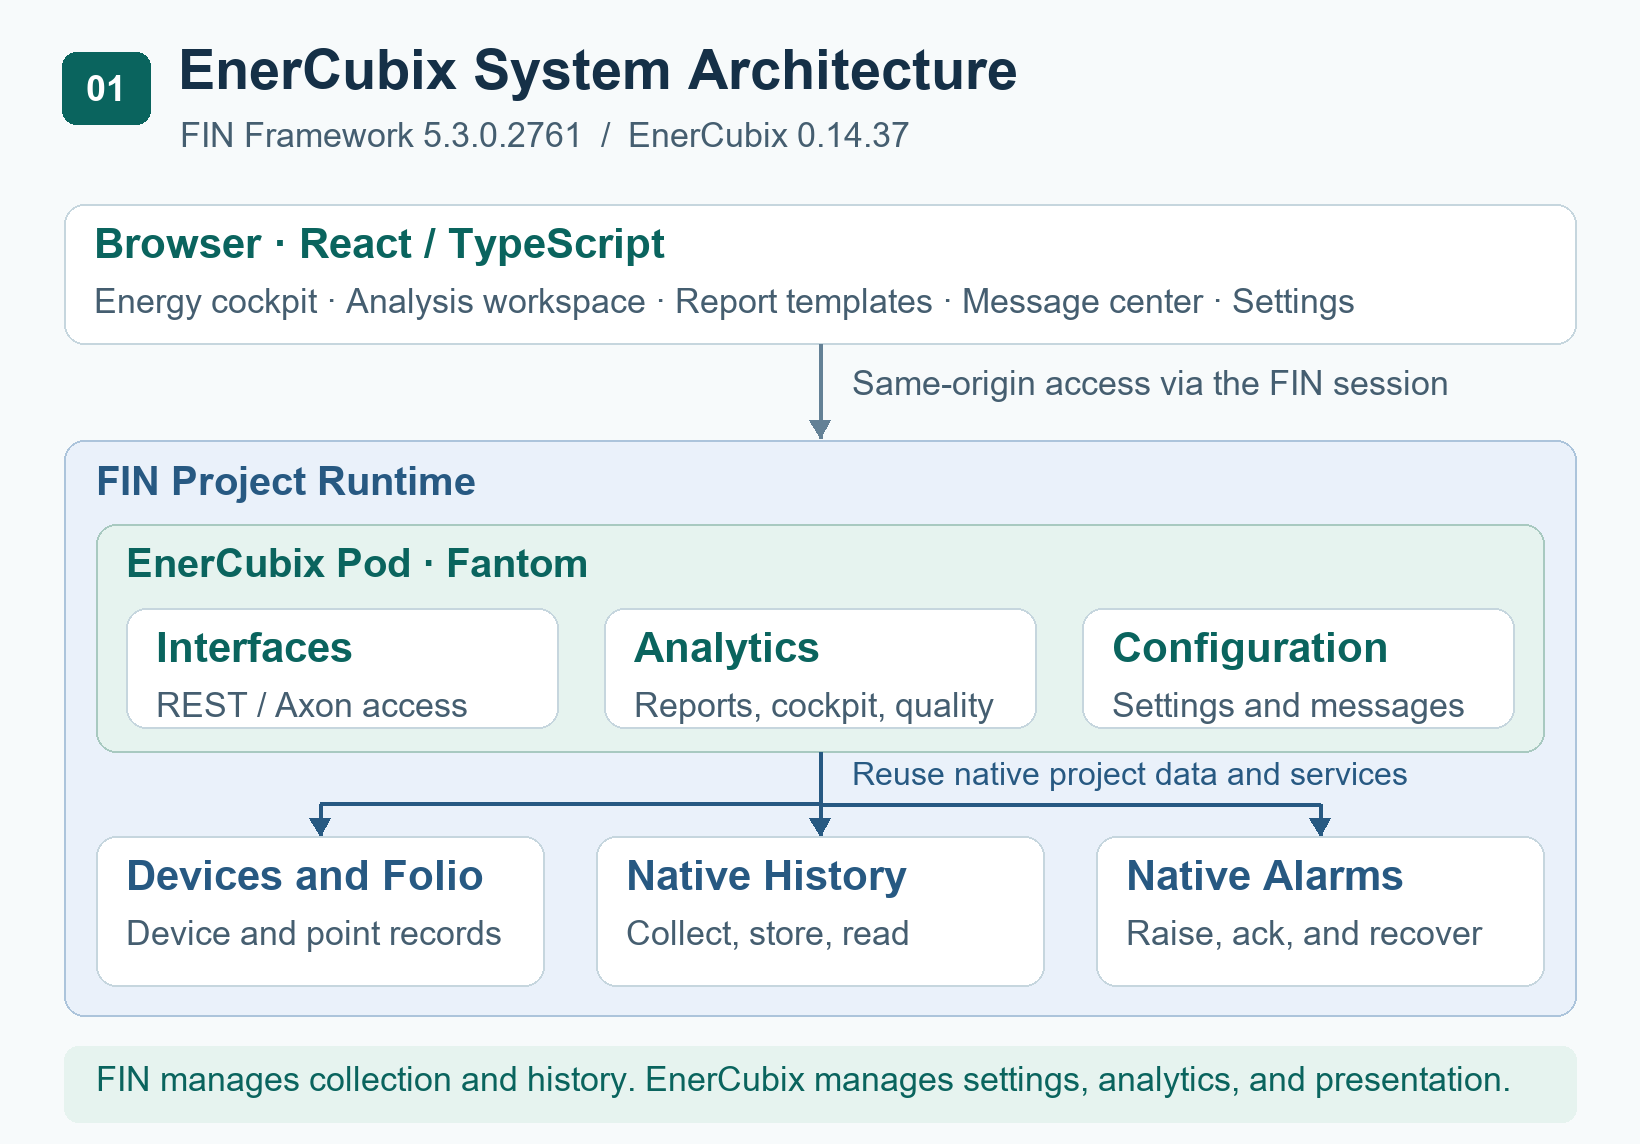 01
EnerCubix System Architecture
FIN Framework 5.3.0.2761 / EnerCubix 0.14.37
Browser · React / TypeScript
Energy cockpit · Analysis workspace · Report templates · Message center · Settings
Same-origin access via the FIN session
FIN Project Runtime
EnerCubix Pod · Fantom
Interfaces
REST / Axon access
Analytics
Reports, cockpit, quality
Configuration
Settings and messages
Reuse native project data and services
Devices and Folio
Device and point records
Native History
Collect, store, read
Native Alarms
Raise, ack, and recover
FIN manages collection and history. EnerCubix manages settings, analytics, and presentation.